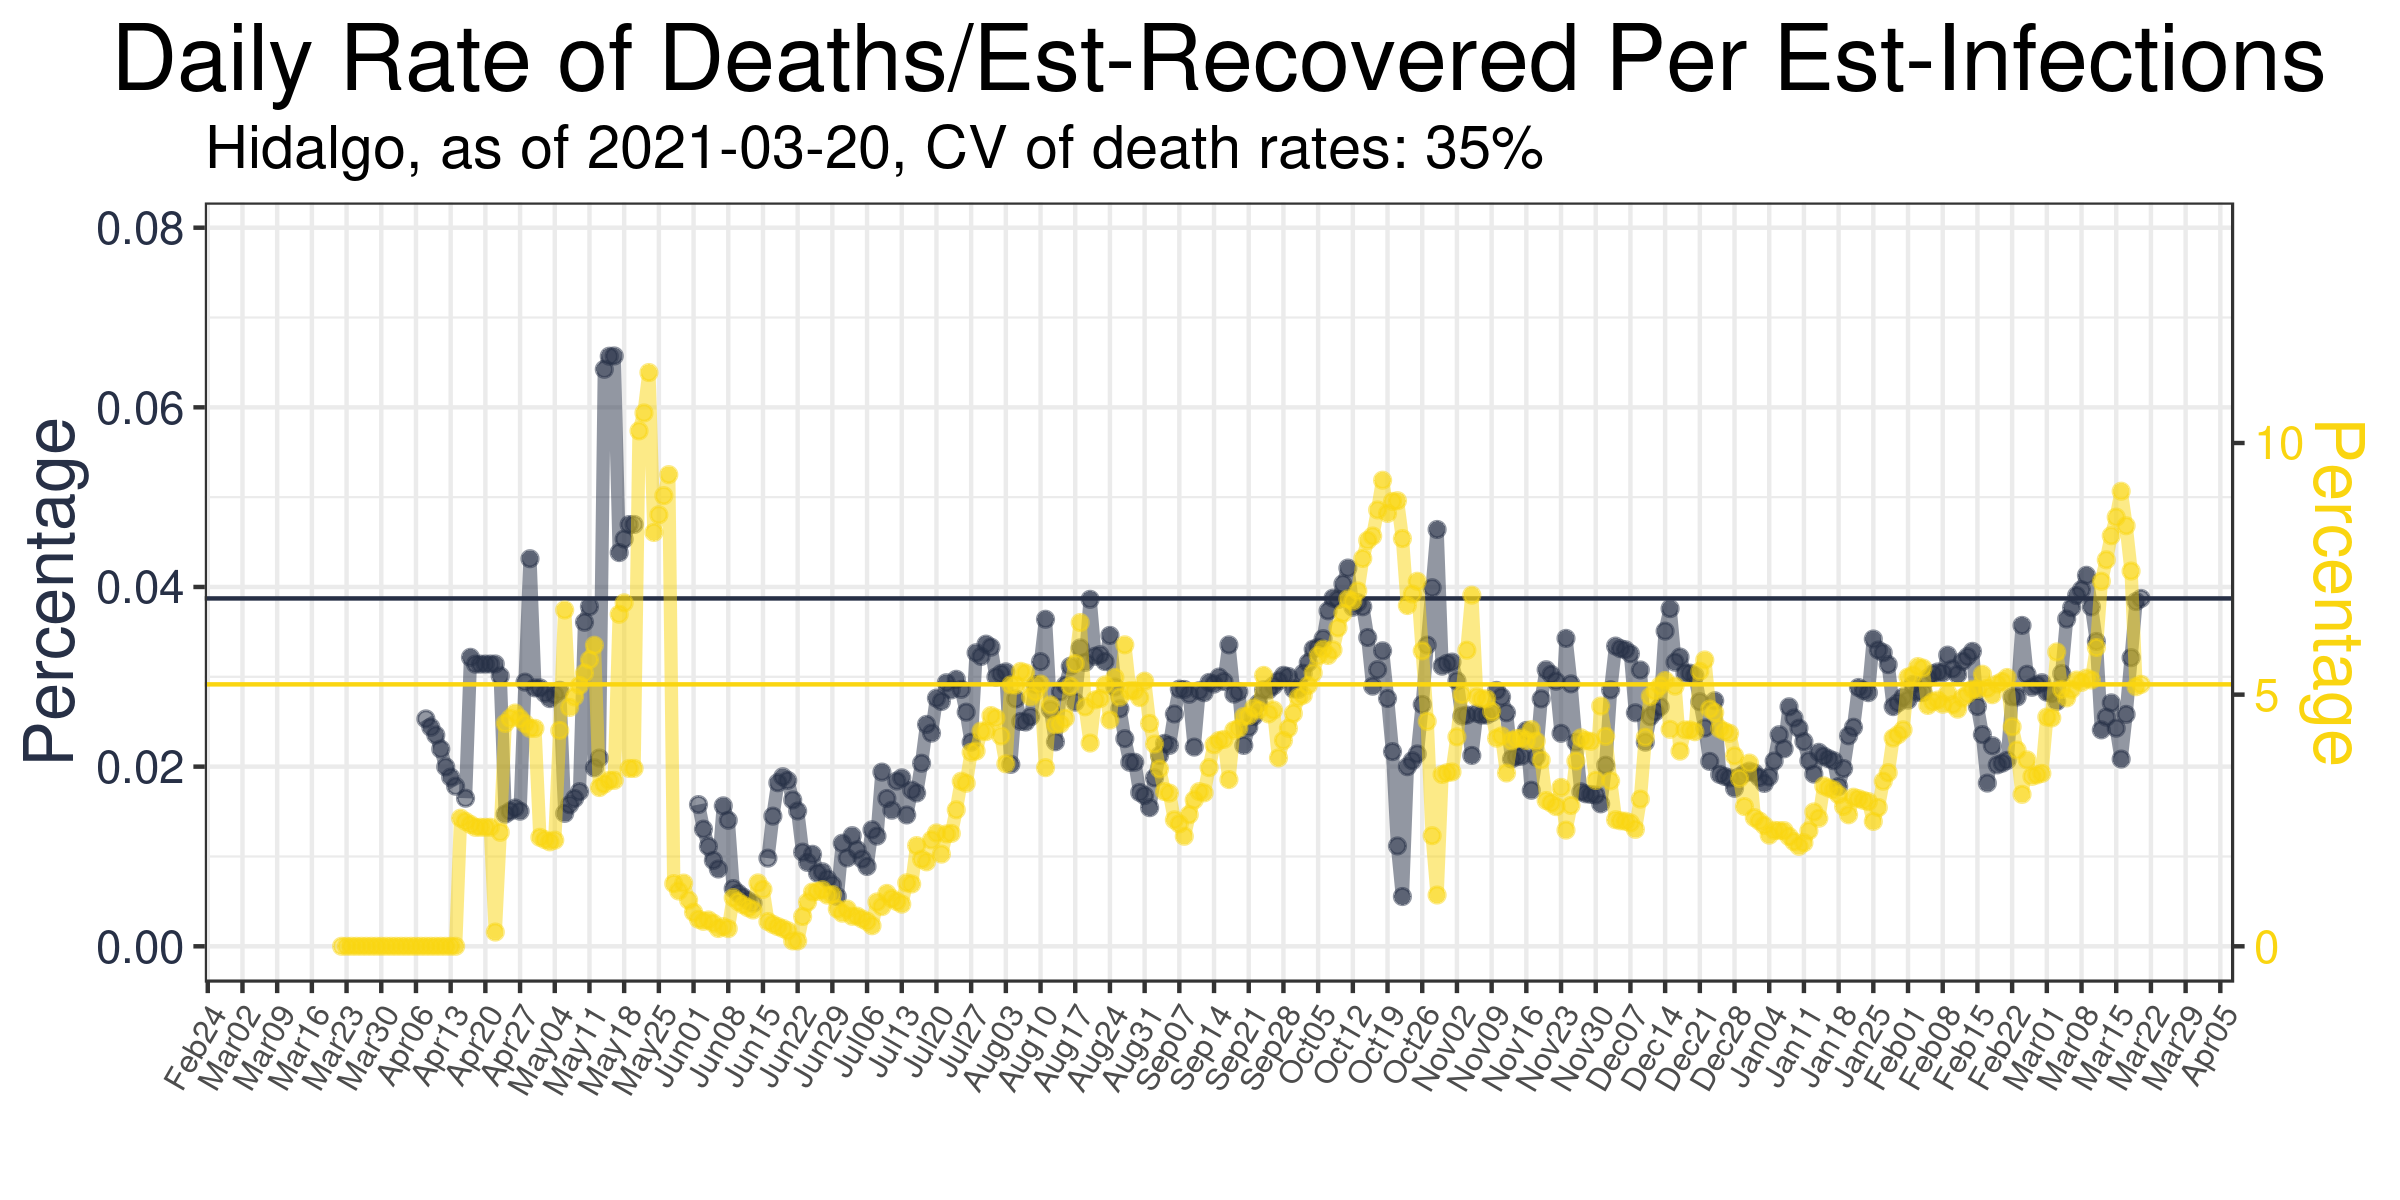 Daily Rate of Deaths/Est-Recovered Per Est-Infections
Hidalgo, as of 2021-03-20, CV of death rates: 35%
Percentage
0.08
0.06
0.04
0.02
0.00
10
5
0
Percentage
Feb24
Mar02
Mar09
Mar16
Mar23
Mar30
Apr06
Apr13
Apr20
Apr27
May04
May11
May18
May25
Jun01
Jun08
Jun15
Jun22
Jun29
Jul06
Jul13
Jul20
Jul27
Aug03
Aug10
Aug17
Aug24
Aug31
Sep07
Sep14
Sep21
Sep28
Oct05
Oct12
Oct19
Oct26
Nov02
Nov09
Nov16
Nov23
Nov30
Dec07
Dec14
Dec21
Dec28
Jan04
Jan11
Jan18
Jan25
Feb01
Feb08
Feb15
Feb22
Mar01
Mar08
Mar15
Mar22
Mar29
Apr05